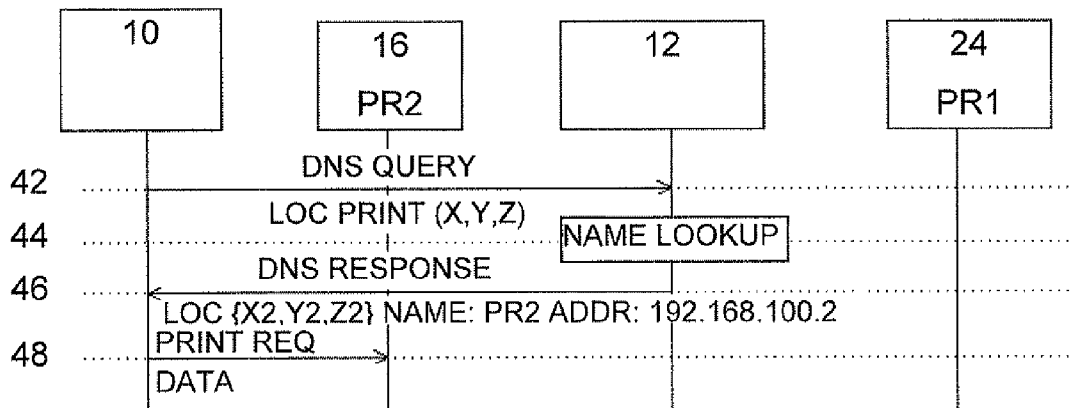 10
16
PR2
12
24
PR1
DNS QUERY
42
LOC PRINT (X,Y,Z)
44
NAME LOOKUP
DNS RESPONSE
46
LOC {X2,Y2,Z2} NAME: PR2 ADDR: 192.168.100.2
PRINT REQ
48
DATA